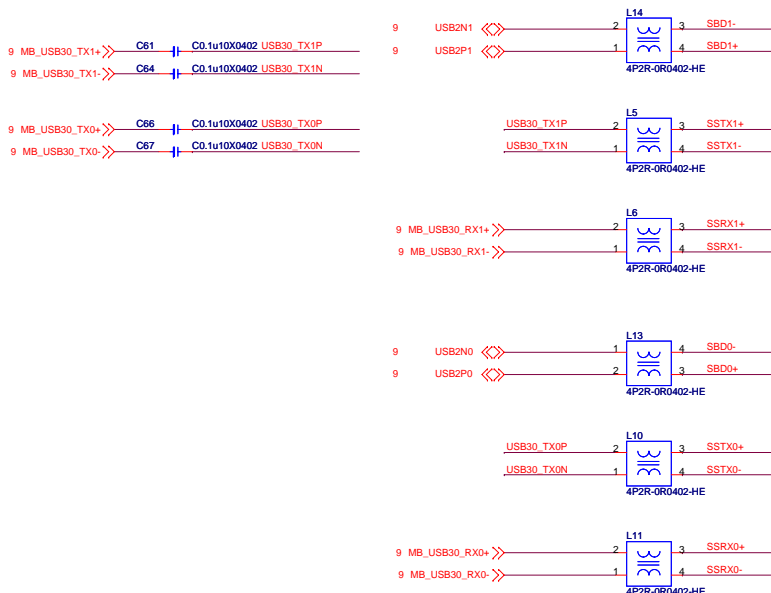 9 MB_USB30_TX1+ C61 C0.1u10X0402 USB30_TX1P
9 MB_USB30_TX1- C64 C0.1u10X0402 USB30_TX1N
9 MB_USB30_TX0+ C66 C0.1u10X0402 USB30_TX0P
9 MB_USB30_TX0- C67 C0.1u10X0402 USB30_TX0N
L14
9 USB2N1 2 3 SBD1-
9 USB2P1 1 4 SBD1+
4P2R-0R0402-HE
L5
USB30_TX1P 2 3 SSTX1+
USB30_TX1N 1 4 SSTX1-
4P2R-0R0402-HE
L6
9 MB_USB30_RX1+ 2 3 SSRX1+
9 MB_USB30_RX1- 1 4 SSRX1-
4P2R-0R0402-HE
L13
9 USB2N0 1 4 SBD0-
9 USB2P0 2 3 SBD0+
4P2R-0R0402-HE
L10
USB30_TX0P 2 3 SSTX0+
USB30_TX0N 1 4 SSTX0-
4P2R-0R0402-HE
L11
9 MB_USB30_RX0+ 2 3 SSRX0+
9 MB_USB30_RX0- 1 4 SSRX0-
4P2R-0R0402-HE